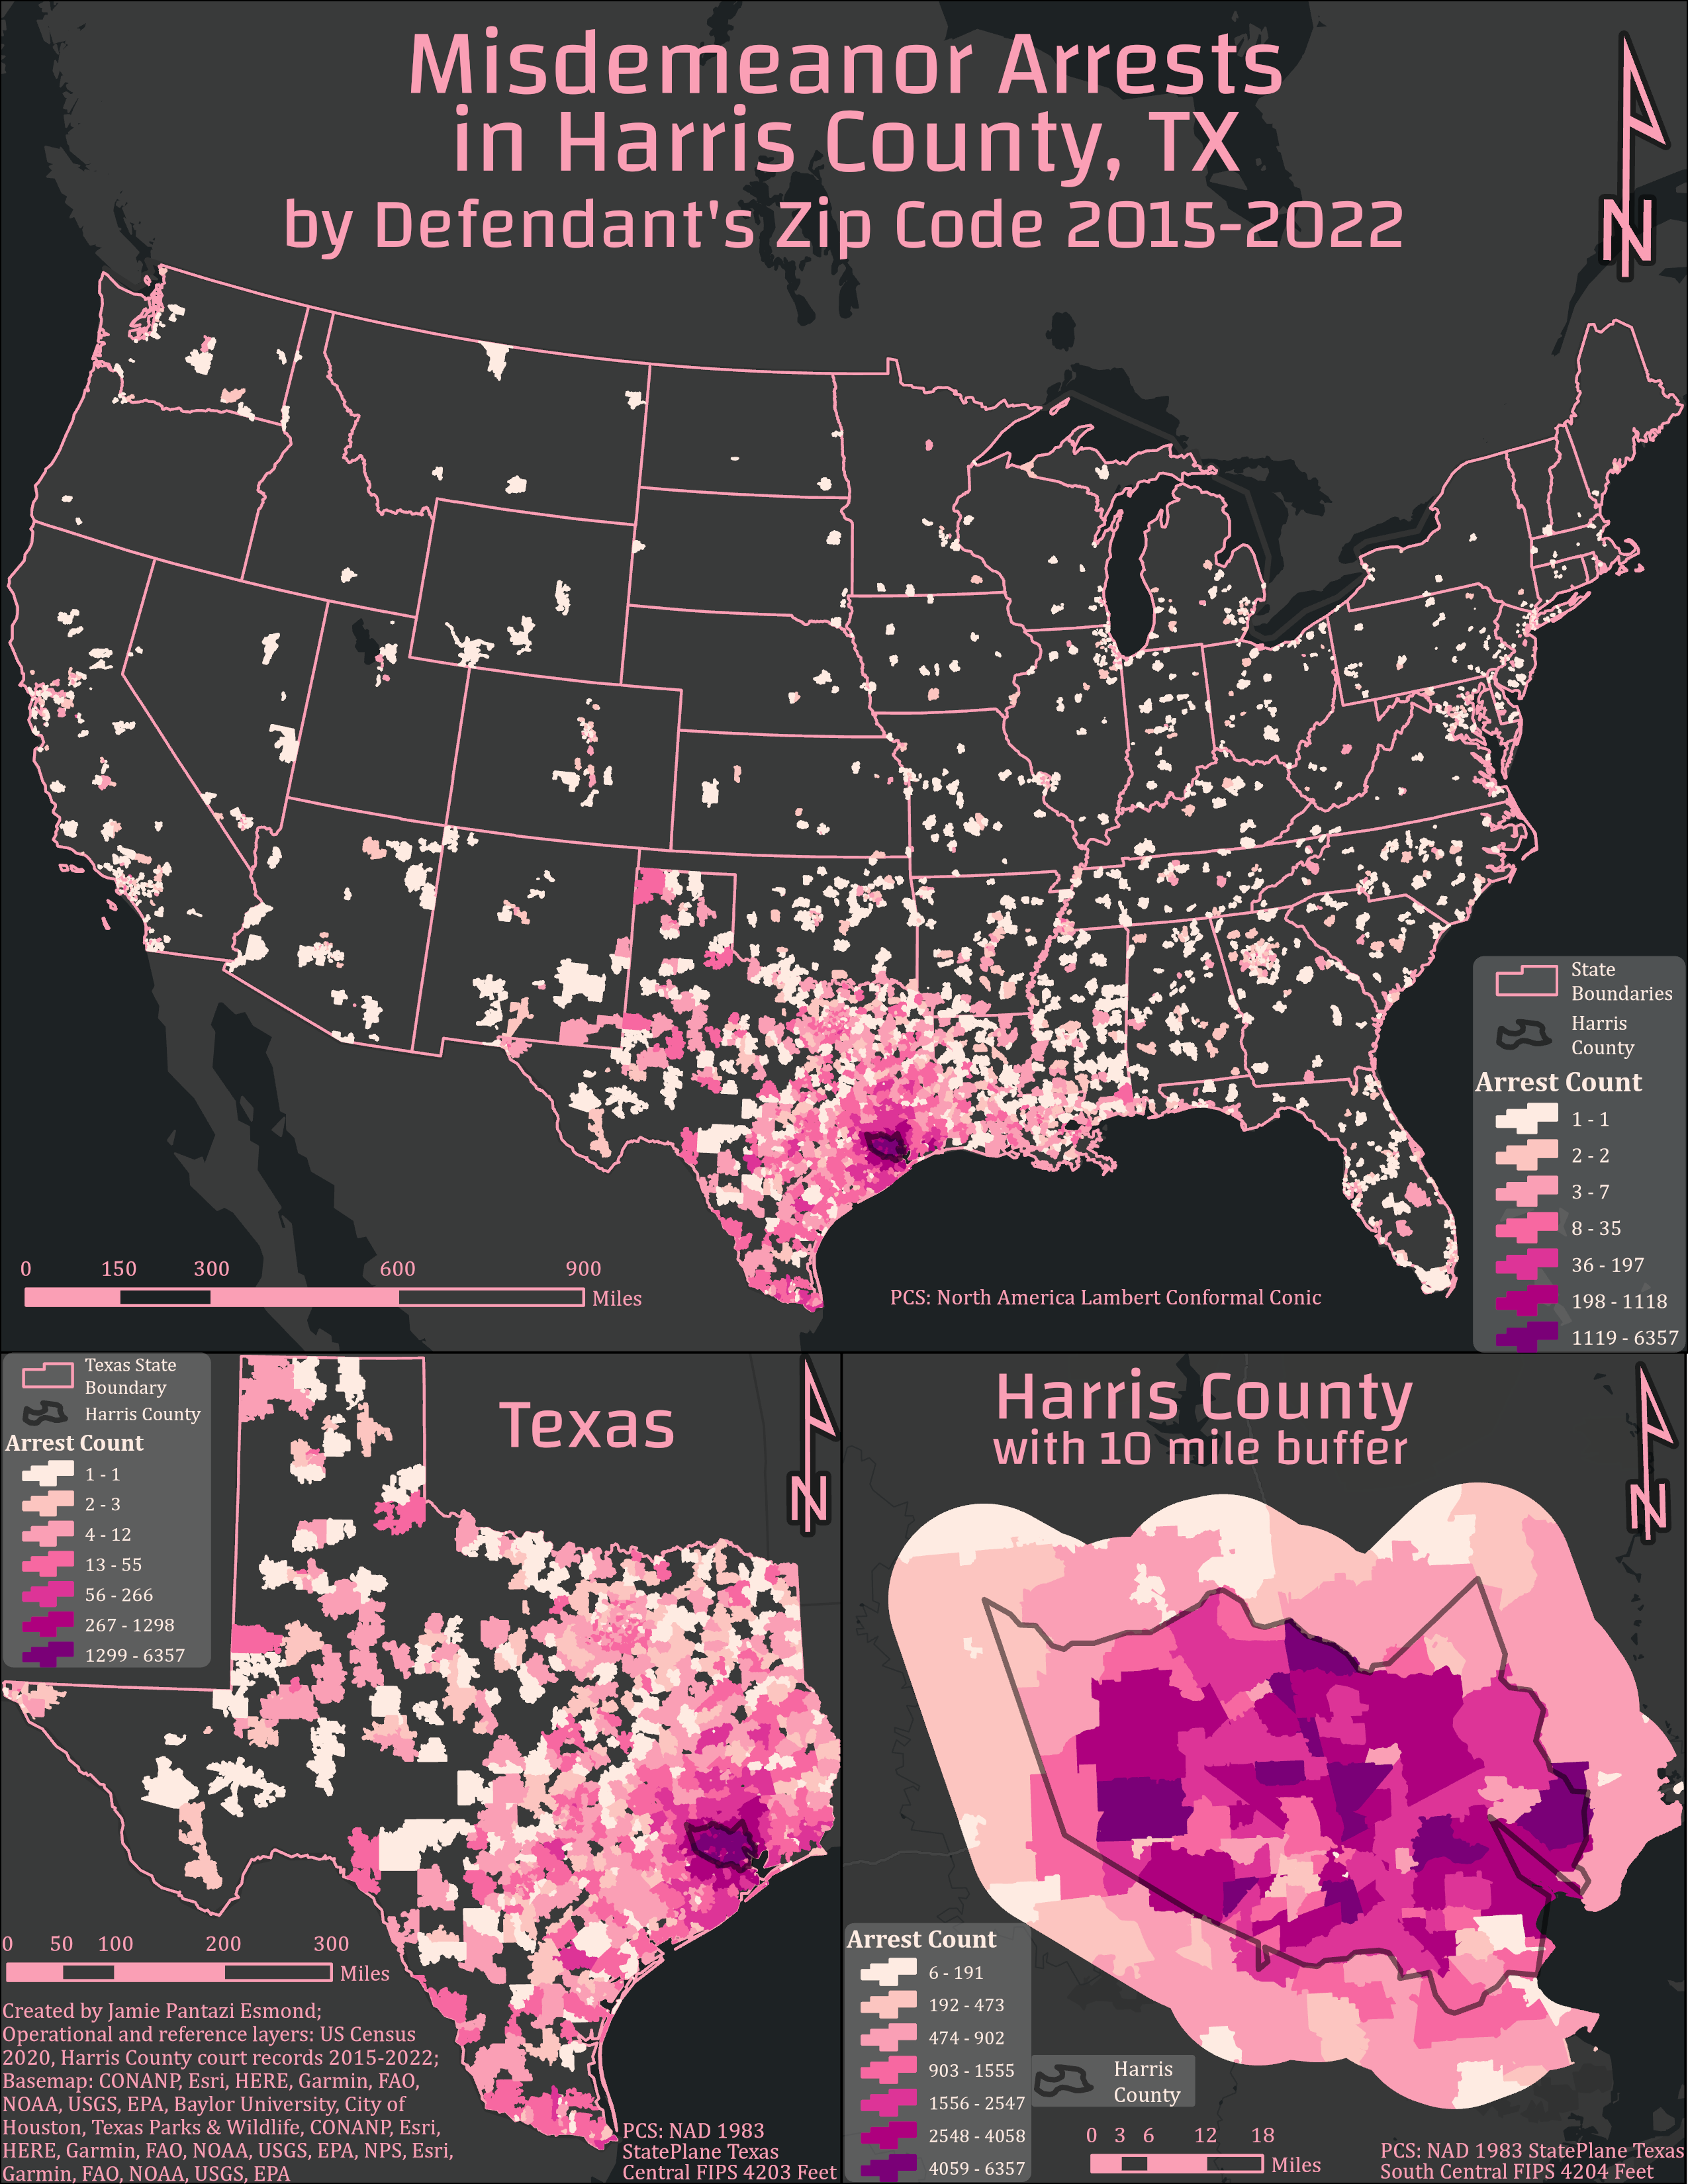 Misdemeanor Arrests
in Harris County, TX
by Defendant's Zip Code 2015-2022
N
State
Boundaries
Harris
County
Arrest Count
1 - 1
2 - 2
3 - 7
8 - 35
36 - 197
198 - 1118
1119 - 6357
0 150 300 600 900
Miles
PCS: North America Lambert Conformal Conic
Texas State
Boundary
Harris County
Arrest Count
1 - 1
2 - 3
4 - 12
13 - 55
56 - 266
267 - 1298
1299 - 6357
Texas
N
0 50 100 200 300
Miles
Created by Jamie Pantazi Esmond;
Operational and reference layers: US Census
2020, Harris County court records 2015-2022;
Basemap: CONANP, Esri, HERE, Garmin, FAO,
NOAA, USGS, EPA, Baylor University, City of
Houston, Texas Parks & Wildlife, CONANP, Esri,
HERE, Garmin, FAO, NOAA, USGS, EPA, NPS, Esri,
Garmin, FAO, NOAA, USGS, EPA
PCS: NAD 1983
StatePlane Texas
Central FIPS 4203 Feet
Harris County
with 10 mile buffer
N
Arrest Count
6 - 191
192 - 473
474 - 902
903 - 1555
1556 - 2547
2548 - 4058
4059 - 6357
Harris
County
0 3 6 12 18
Miles
PCS: NAD 1983 StatePlane Texas
South Central FIPS 4204 Feet